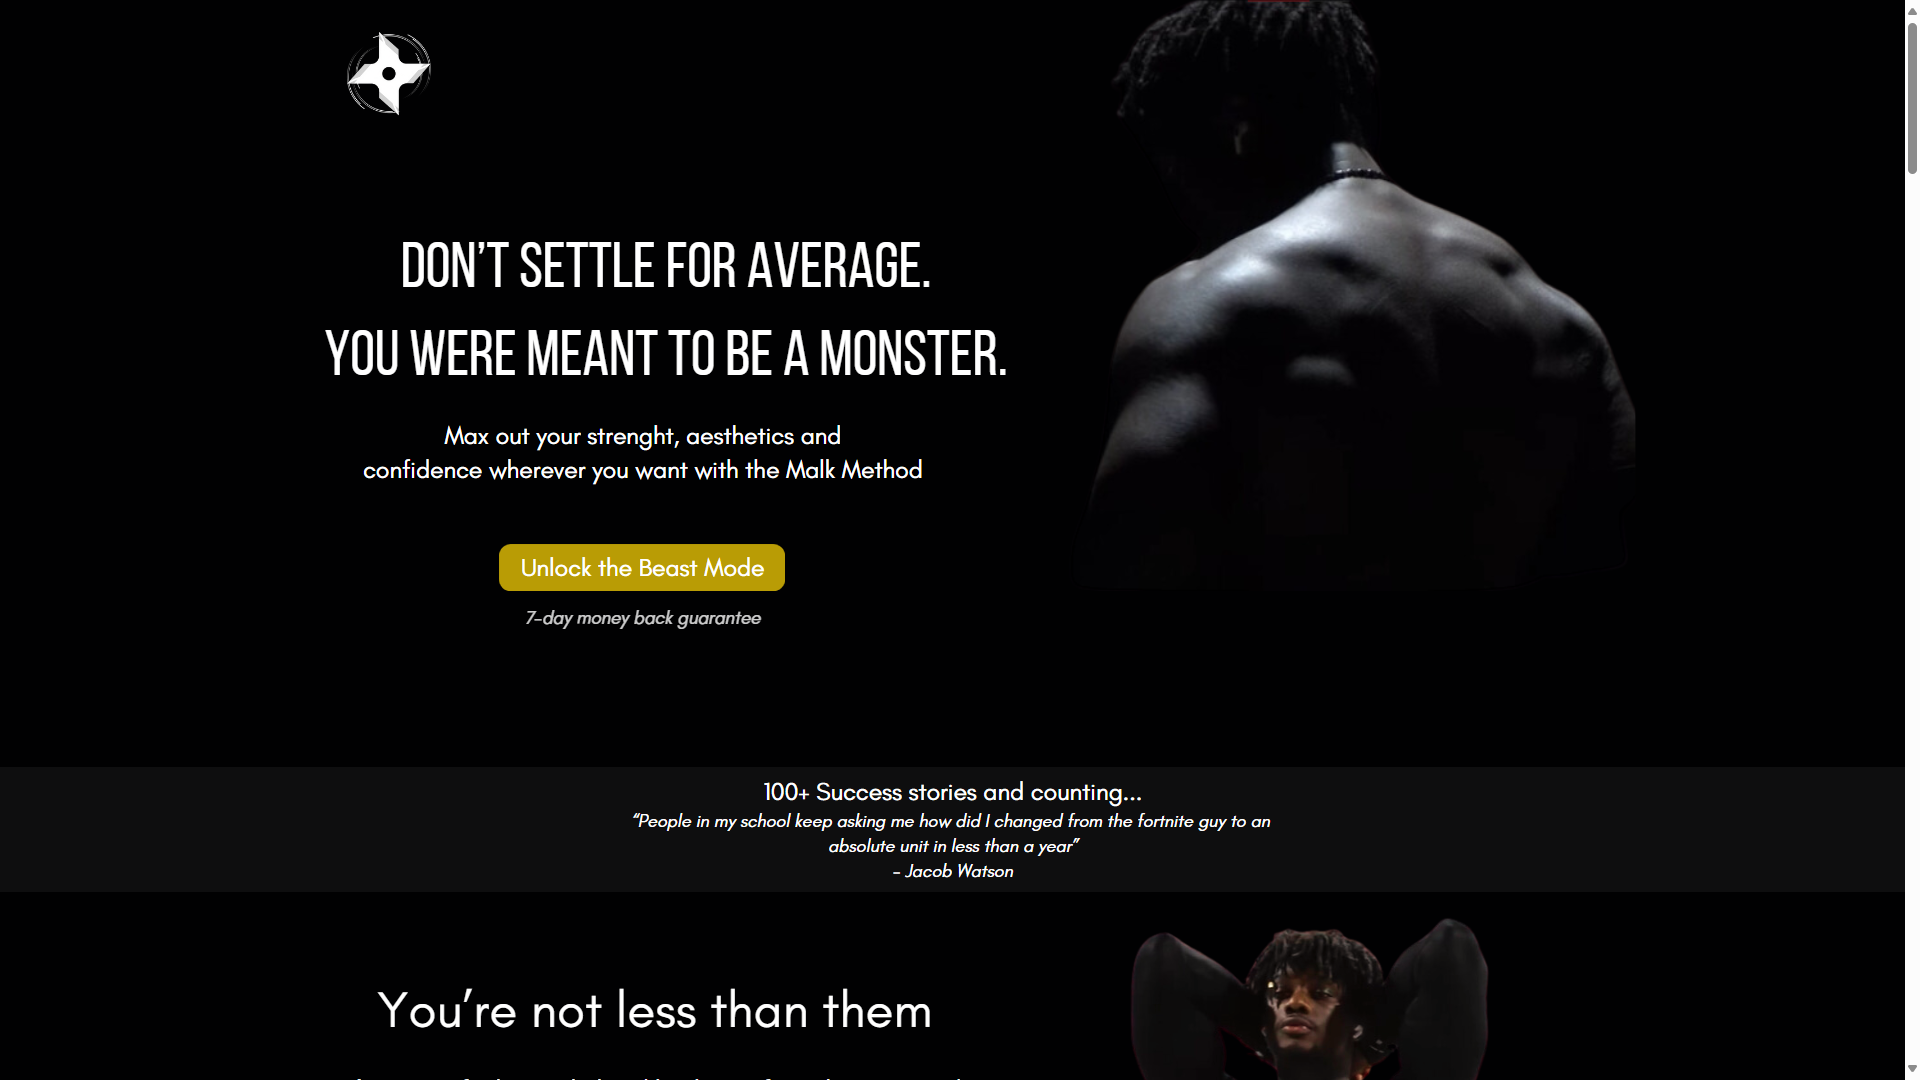 DON’T SETTLE FOR AVERAGE.
YOU WERE MEANT TO BE A MONSTER.
Max out your strenght, aesthetics and
confidence wherever you want with the Malk Method
Unlock the Beast Mode
7-day money back guarantee
100+ Success stories and counting...
“People in my school keep asking me how did I changed from the fortnite guy to an
absolute unit in less than a year”
- Jacob Watson
You’re not less than them